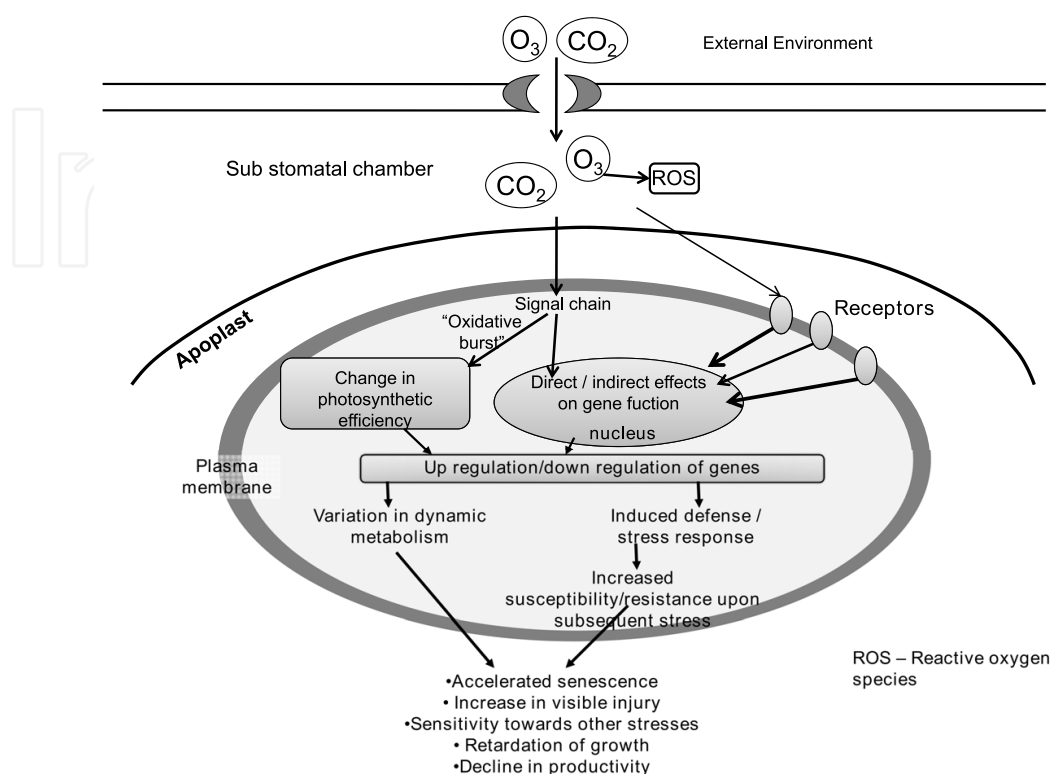 O3
CO2
External Environment
Sub stomatal chamber
O3
ROS
CO2
Apoplast
Signal chain
"Oxidative
burst"
Receptors
Change in
photosynthetic
efficiency
Direct / indirect effects
on gene fuction
nucleus
Plasma
membrane
Up regulation/down regulation of genes
Variation in dynamic
metabolism
Induced defense /
stress response
Increased
susceptibility/resistance upon
subsequent stress
ROS – Reactive oxygen
species
•Accelerated senescence
• Increase in visible injury
•Sensitivity towards other stresses
• Retardation of growth
•Decline in productivity